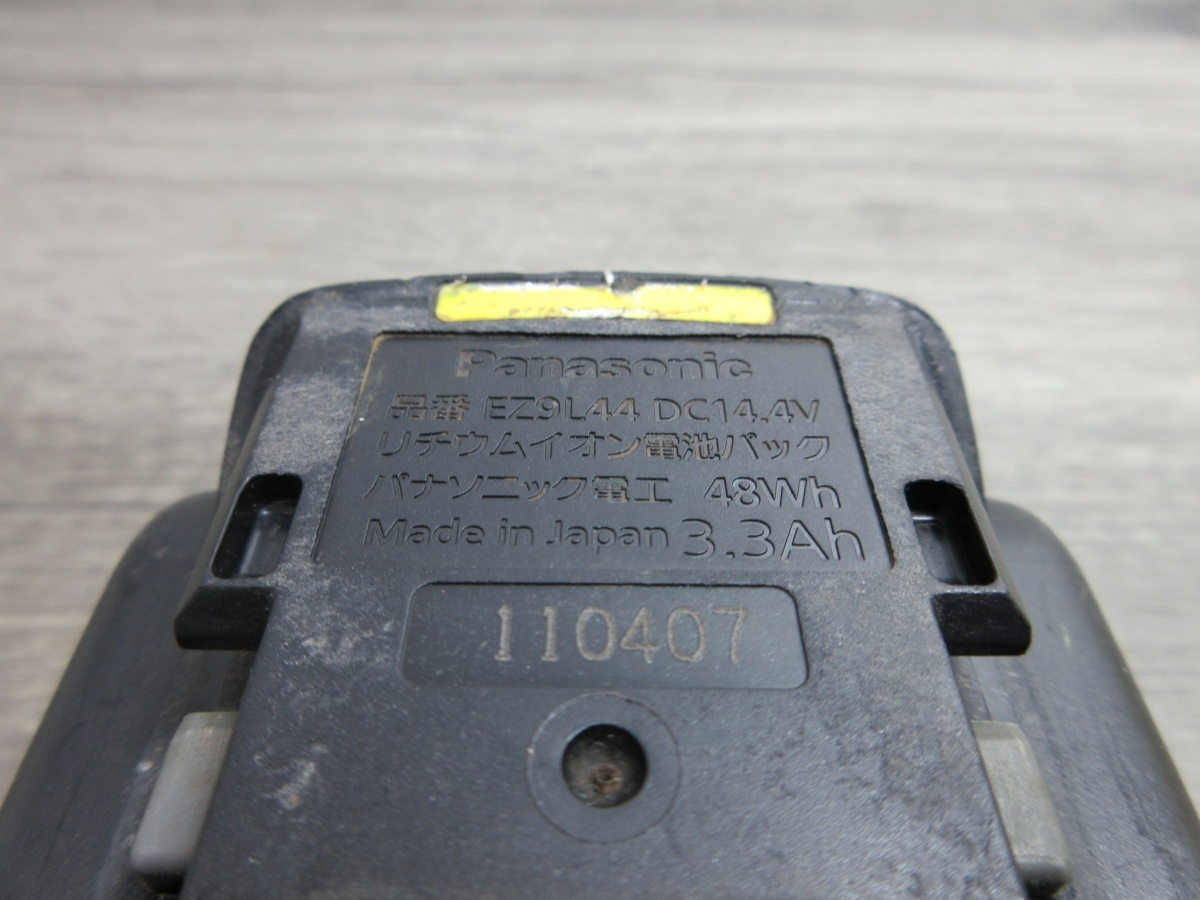 Panasonic
品番 EZ9L44 DC14.4V
リチウムイオン電池パック
パナソニック電工 48Wh
Made in Japan 3.3Ah
110407